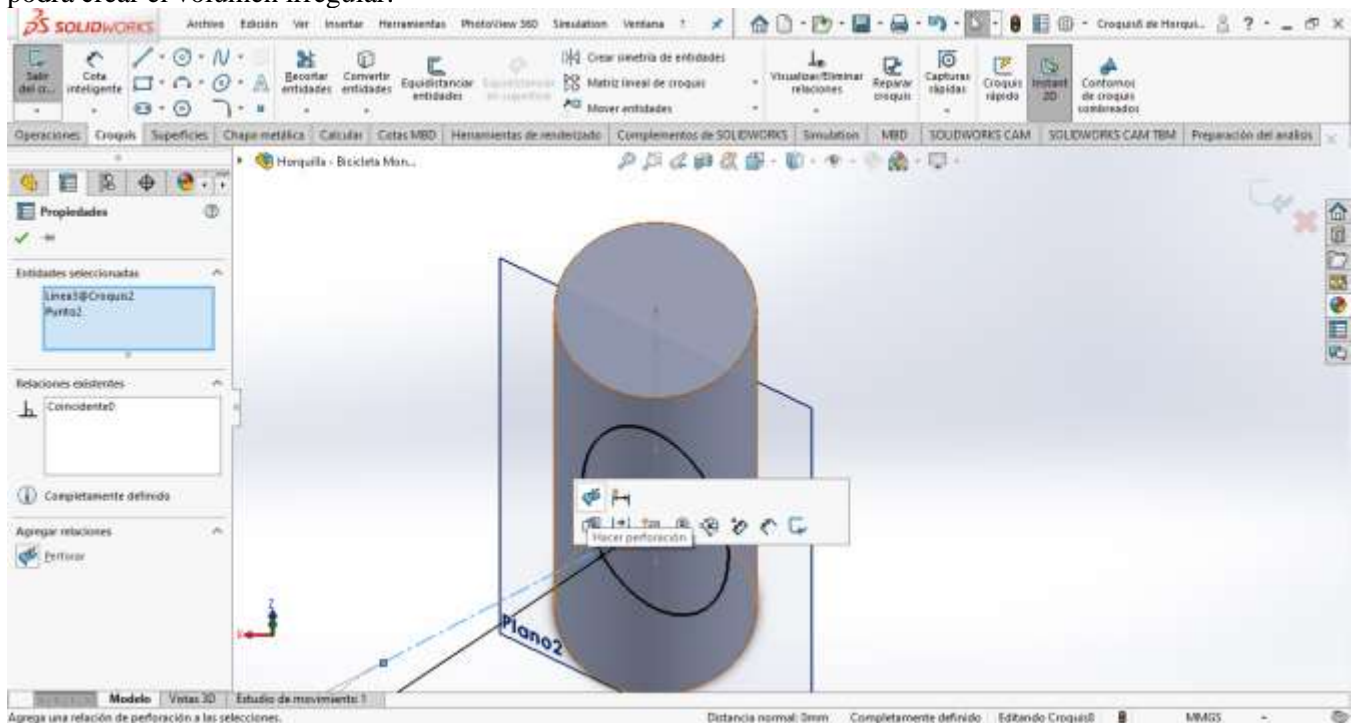 podrá crear el volumen irregular.
SOLIDWORKS Archivo Edición Ver Insertar Herramientas PhotoView 360 Simulation Ventana ? Croquis8 de Horqui... ?
Salir del cr...
Cota inteligente
Recortar entidades
Convertir entidades
Equidistanciar entidades
Crear simetría de entidades
Matriz lineal de croquis
Mover entidades
Visualizar/Eliminar relaciones
Reparar croquis
Capturas rápidas
Croquis rápido
Instant 2D
Contornos de croquis sombreados
Operaciones Croquis Superficies Chapa metálica Calcular Cotas MBD Herramientas de renderizado Complementos de SOLIDWORKS Simulation MBD SOLIDWORKS CAM SOLIDWORKS CAM TBM Preparación del análisis
Horquilla - Bicicleta Mon...
Propiedades
Entidades seleccionadas
Línea3@Croquis2
Punto2
Relaciones existentes
Coincidente0
Completamente definido
Agregar relaciones
Perforar
Hacer perforación
Plano2
Z
Modelo Vistas 3D Estudio de movimiento 1
Agrega una relación de perforación a las selecciones. Distancia normal: 0mm Completamente definido Editando Croquis8 MMGS